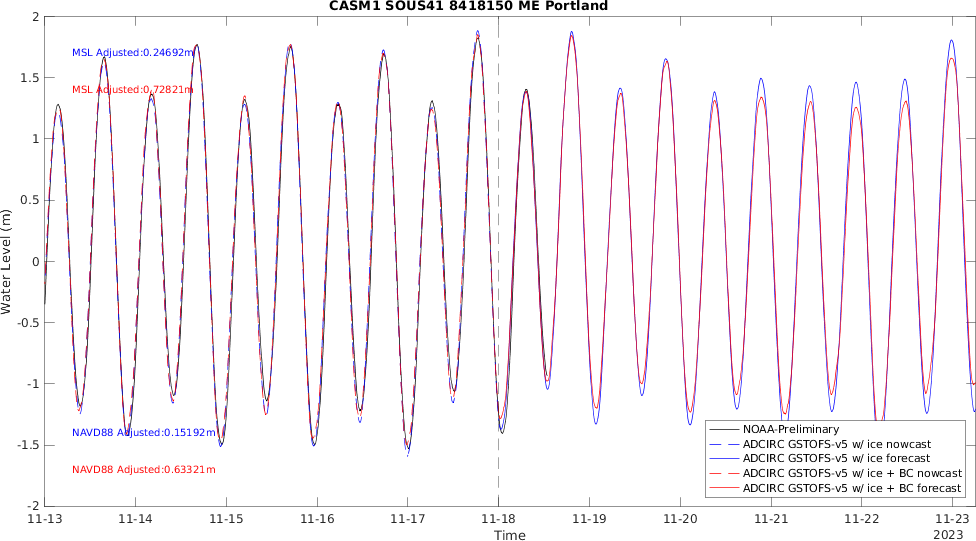 CASM1 SOUS41 8418150 ME Portland
2
1.5
1
0.5
0
-0.5
-1
-1.5
-2
Water Level (m)
MSL Adjusted:0.24692m
MSL Adjusted:0.72821m
NAVD88 Adjusted:0.15192m
NAVD88 Adjusted:0.63321m
NOAA-Preliminary
ADCIRC GSTOFS-v5 w/ ice nowcast
ADCIRC GSTOFS-v5 w/ ice forecast
ADCIRC GSTOFS-v5 w/ ice + BC nowcast
ADCIRC GSTOFS-v5 w/ ice + BC forecast
11-13 11-14 11-15 11-16 11-17 11-18 11-19 11-20 11-21 11-22 11-23
Time
2023